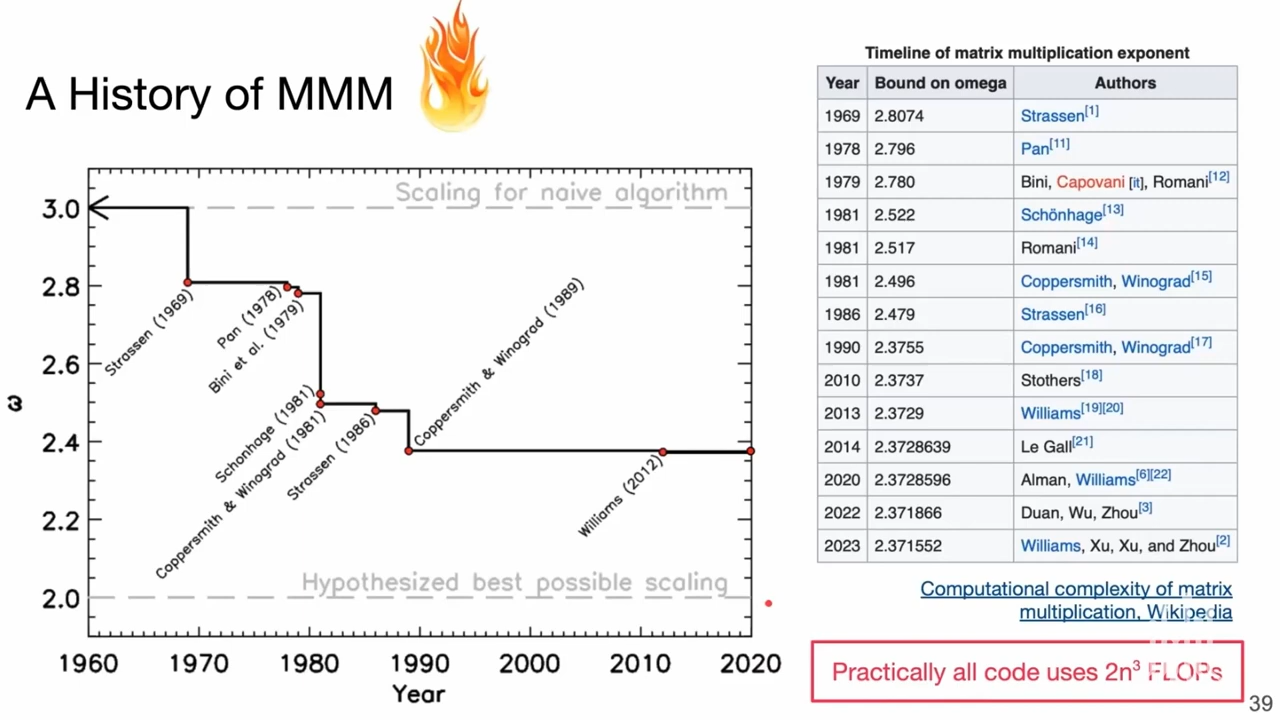 A History of MMM
Timeline of matrix multiplication exponent
Year Bound on omega Authors
1969 2.8074 Strassen[1]
1978 2.796 Pan[11]
1979 2.780 Bini, Capovani [it], Romani[12]
1981 2.522 Schönhage[13]
1981 2.517 Romani[14]
1981 2.496 Coppersmith, Winograd[15]
1986 2.479 Strassen[16]
1990 2.3755 Coppersmith, Winograd[17]
2010 2.3737 Stothers[18]
2013 2.3729 Williams[19][20]
2014 2.3728639 Le Gall[21]
2020 2.3728596 Alman, Williams[6][22]
2022 2.371866 Duan, Wu, Zhou[3]
2023 2.371552 Williams, Xu, Xu, and Zhou[2]
Computational complexity of matrix
multiplication, Wikipedia
Practically all code uses 2n³ FLOPs
39
Scaling for naive algorithm
3.0
2.8
2.6
2.4
2.2
2.0
ω
Strassen (1969)
Pan (1978)
Bini et al. (1979)
Schonhage (1981)
Coppersmith & Winograd (1981)
Strassen (1986)
Coppersmith & Winograd (1989)
Williams (2012)
Hypothesized best possible scaling
1960 1970 1980 1990 2000 2010 2020
Year